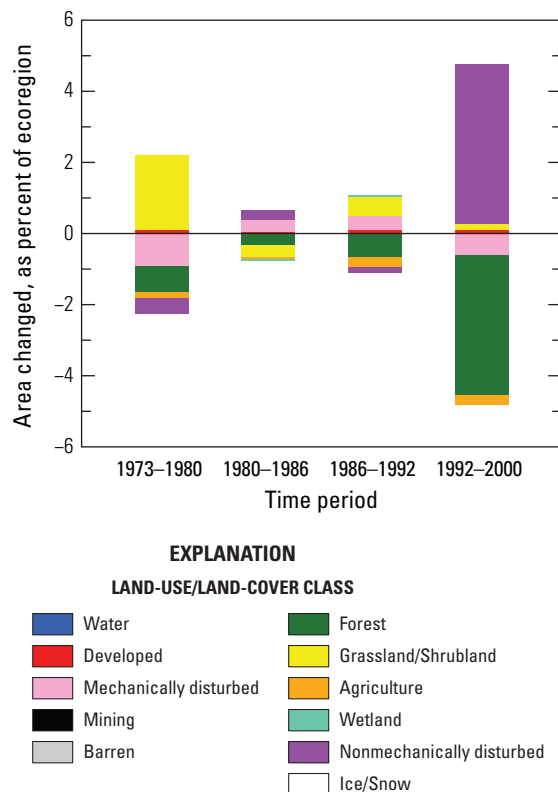 6
4
2
0
–2
–4
–6
Area changed, as percent of ecoregion
1973–1980 1980–1986 1986–1992 1992–2000
Time period
EXPLANATION
LAND-USE/LAND-COVER CLASS
Water
Developed
Mechanically disturbed
Mining
Barren
Forest
Grassland/Shrubland
Agriculture
Wetland
Nonmechanically disturbed
Ice/Snow